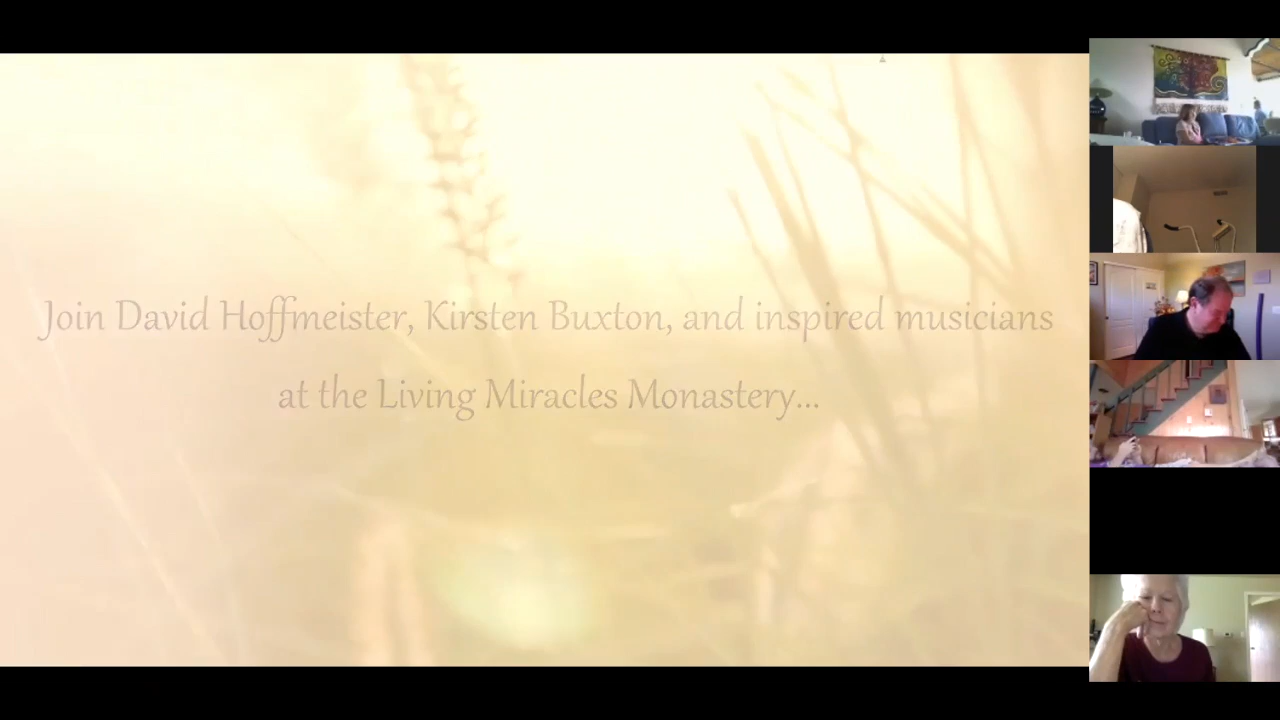 Join David Hoffmeister, Kirsten Buxton, and inspired musicians
at the Living Miracles Monastery...